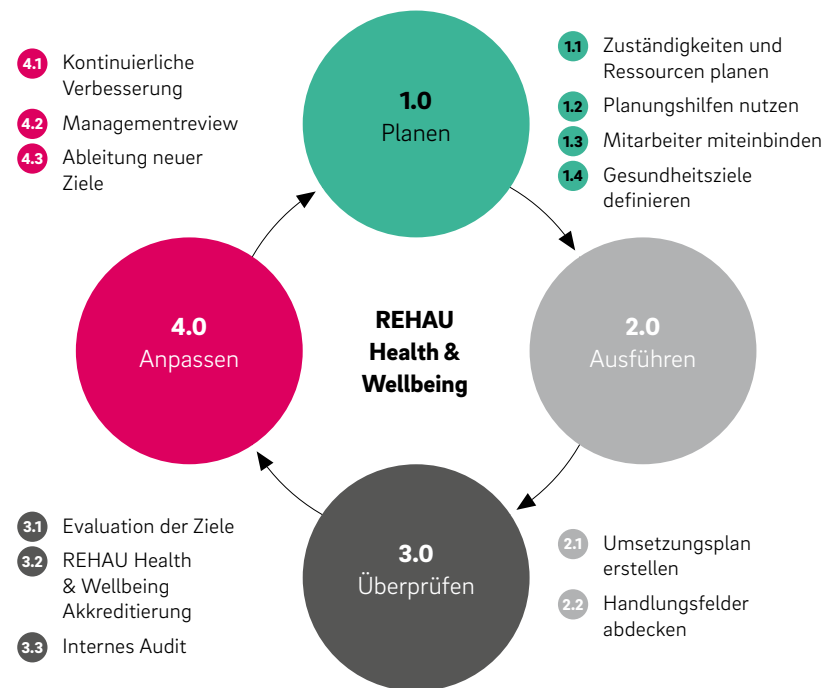 1.0
Planen
1.1 Zuständigkeiten und
Ressourcen planen
1.2 Planungshilfen nutzen
1.3 Mitarbeiter miteinbinden
1.4 Gesundheitsziele
definieren
2.0
Ausführen
2.1 Umsetzungsplan
erstellen
2.2 Handlungsfelder
abdecken
3.0
Überprüfen
3.1 Evaluation der Ziele
3.2 REHAU Health
& Wellbeing
Akkreditierung
3.3 Internes Audit
4.0
Anpassen
4.1 Kontinuierliche
Verbesserung
4.2 Managementreview
4.3 Ableitung neuer
Ziele
REHAU
Health &
Wellbeing